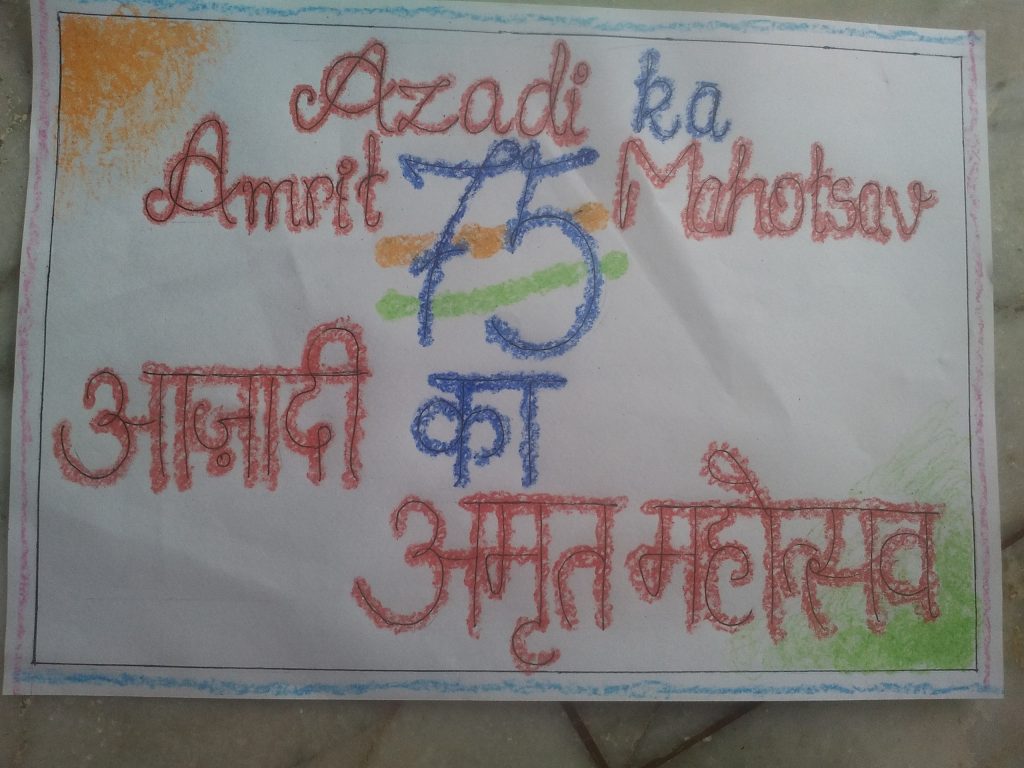 Azadi ka
Amrit 75 Mahotsav
आज़ादी का
अमृत महोत्सव